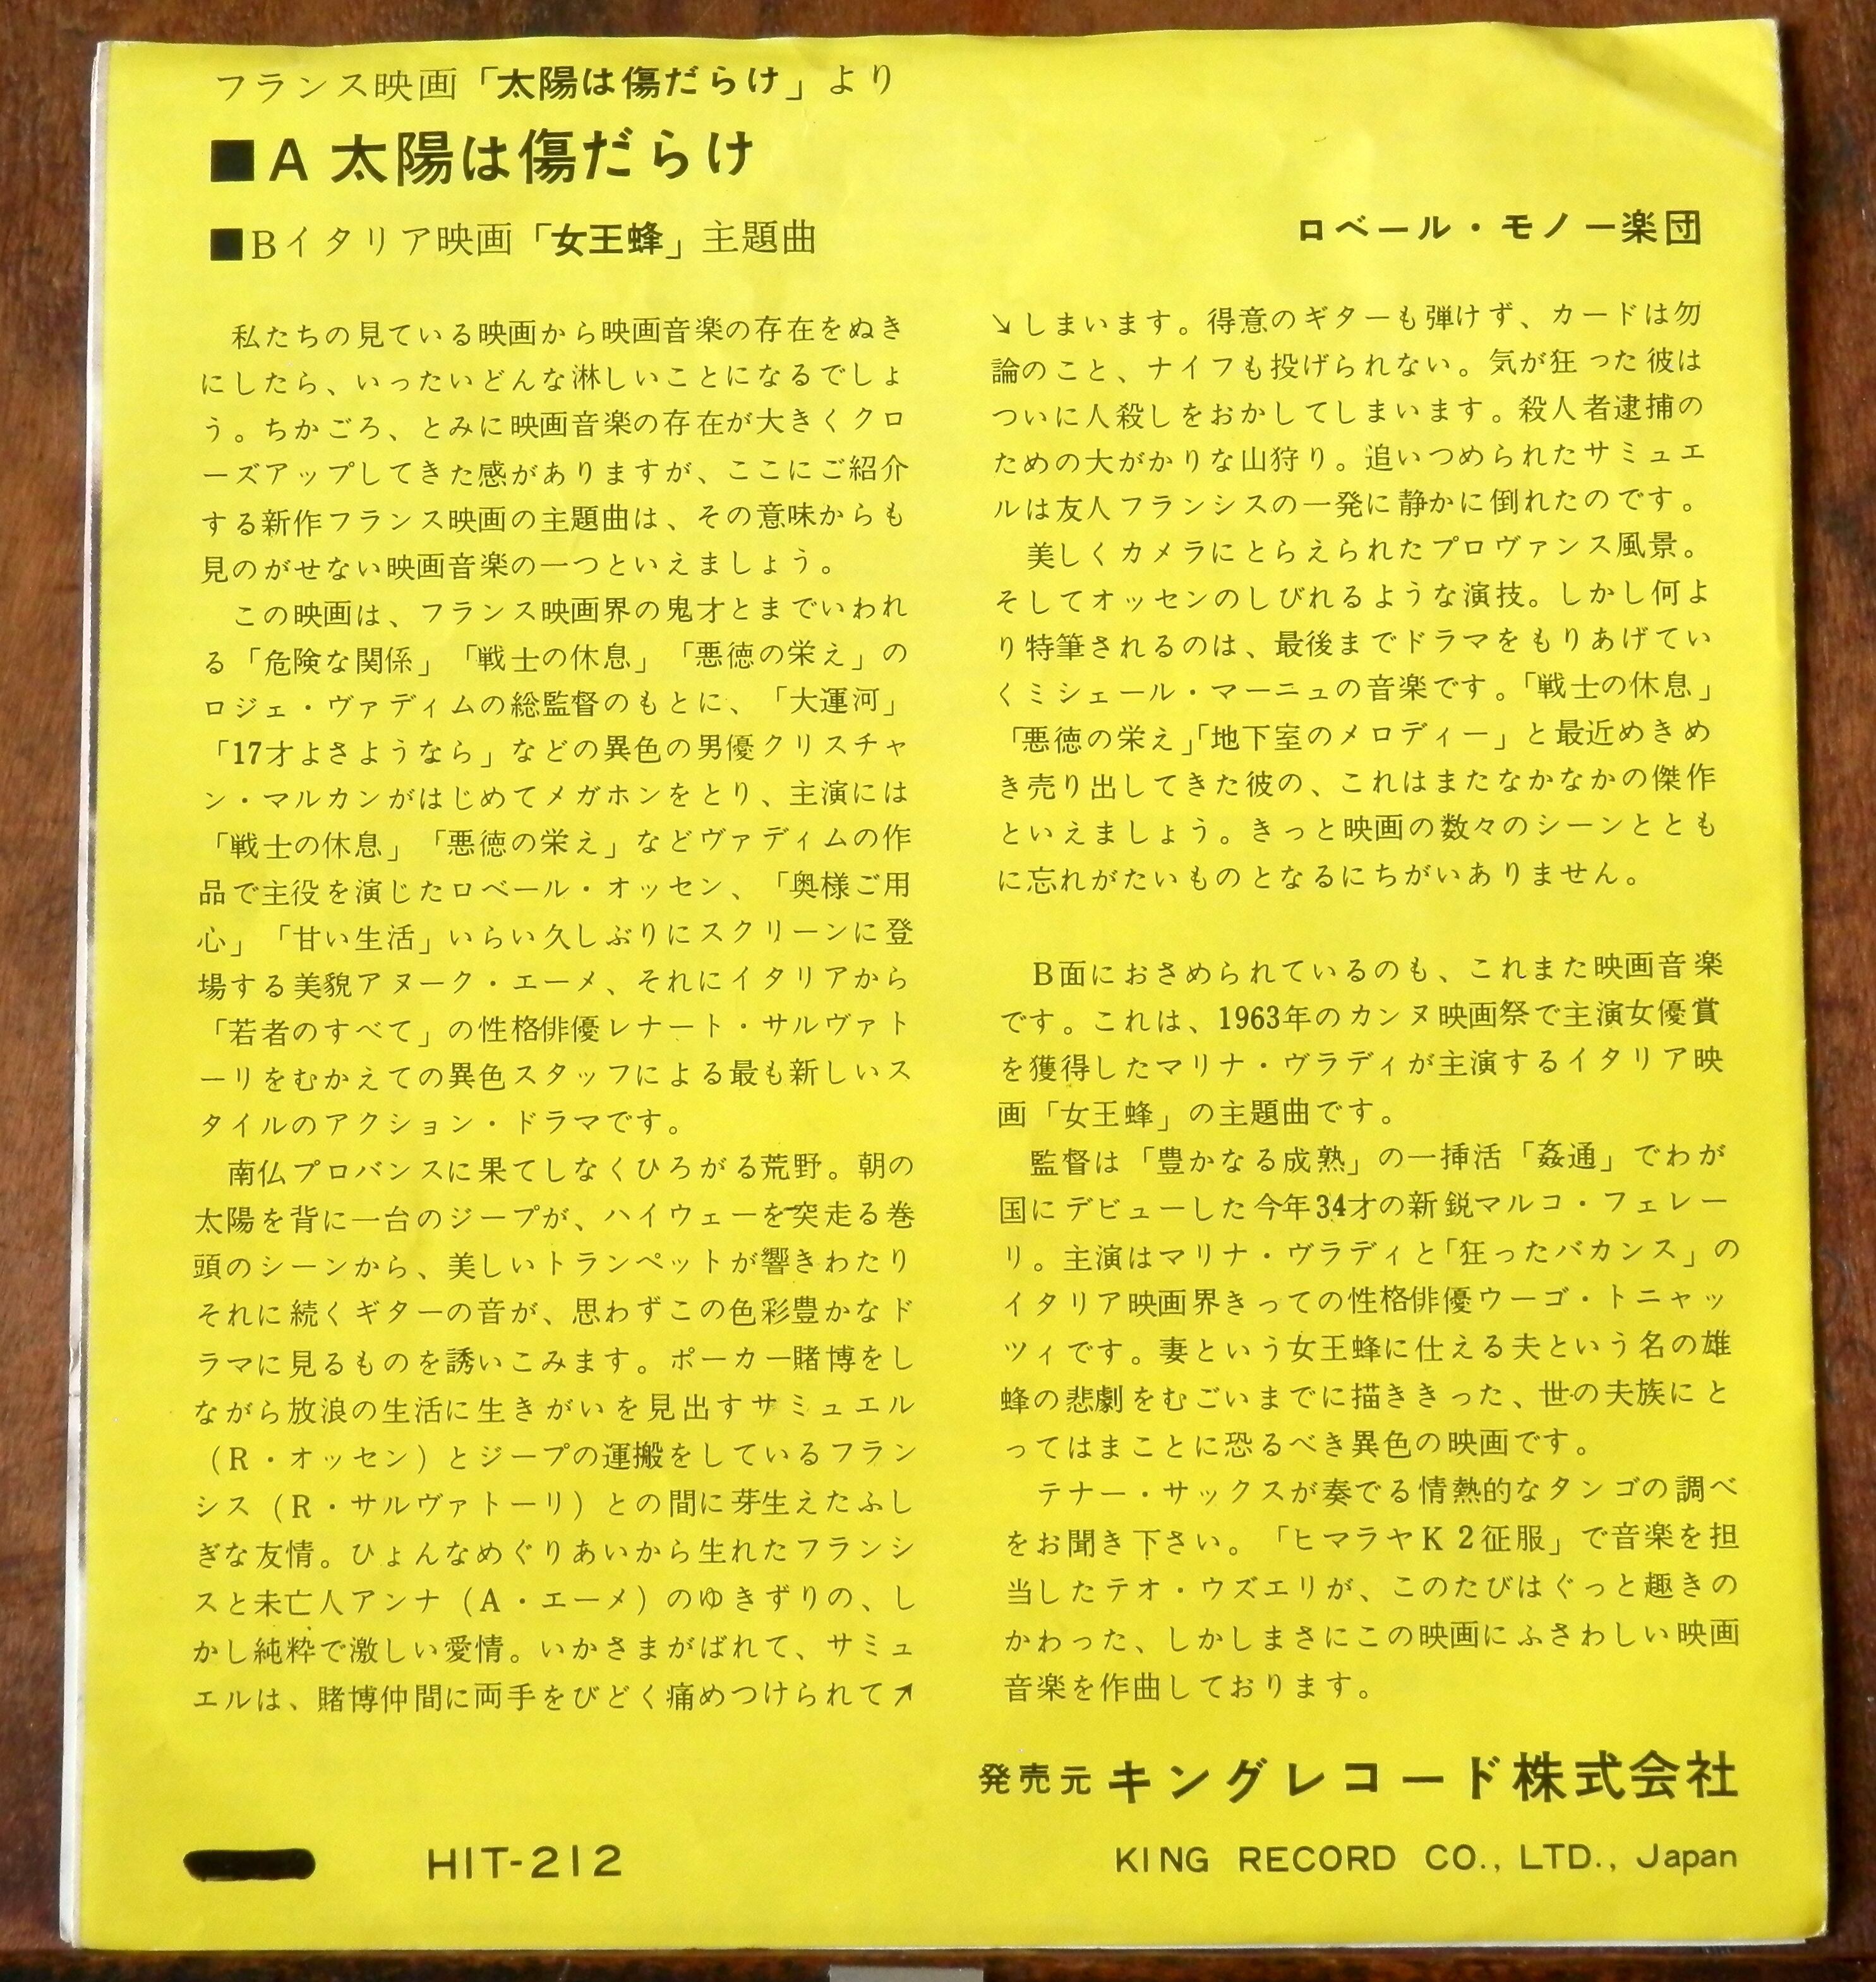 フランス映画「太陽は傷だらけ」より
■A 太陽は傷だらけ
■Bイタリア映画「女王蜂」主題曲
ロベール・モノー楽団
私たちの見ている映画から映画音楽の存在をぬき
にしたら、いったいどんな淋しいことになるでしょ
う。ちかごろ、とみに映画音楽の存在が大きくクロ
ーズアップしてきた感がありますが、ここにご紹介
する新作フランス映画の主題曲は、その意味からも
見のがせない映画音楽の一つといえましょう。
この映画は、フランス映画界の鬼才とまでいわれ
る「危険な関係」「戦士の休息」「悪徳の栄え」の
ロジェ・ヴァディムの総監督のもとに、「大運河」
「17才よさようなら」などの異色の男優クリスチャ
ン・マルカンがはじめてメガホンをとり、主演には
「戦士の休息」「悪徳の栄え」などヴァディムの作
品で主役を演じたロベール・オッセン、「奥様ご用
心」「甘い生活」いらい久しぶりにスクリーンに登
場する美貌アヌーク・エーメ、それにイタリアから
「若者のすべて」の性格俳優レナート・サルヴァト
ーリをむかえての異色スタッフによる最も新しいス
タイルのアクション・ドラマです。
南仏プロバンスに果てしなくひろがる荒野。朝の
太陽を背に一台のジープが、ハイウェーを突走る巻
頭のシーンから、美しいトランペットが響きわたり
それに続くギターの音が、思わずこの色彩豊かなド
ラマに見るものを誘いこみます。ポーカー賭博をし
ながら放浪の生活に生きがいを見出すサミュエル
（R・オッセン）とジープの運搬をしているフラン
シス（R・サルヴァトーリ）との間に芽生えたふし
ぎな友情。ひょんなめぐりあいから生れたフランシ
スと未亡人アンナ（A・エーメ）のゆきずりの、し
かし純粋で激しい愛情。いかさまがばれて、サミュ
エルは、賭博仲間に両手をびどく痛めつけられて↗
↘しまいます。得意のギターも弾けず、カードは勿
論のこと、ナイフも投げられない。気が狂った彼は
ついに人殺しをおかしてしまいます。殺人者逮捕の
ための大がかりな山狩り。追いつめられたサミュエ
ルは友人フランシスの一発に静かに倒れたのです。
美しくカメラにとらえられたプロヴァンス風景。
そしてオッセンのしびれるような演技。しかし何よ
り特筆されるのは、最後までドラマをもりあげてい
くミシェール・マーニュの音楽です。「戦士の休息」
「悪徳の栄え」「地下室のメロディー」と最近めきめ
き売り出してきた彼の、これはまたなかなかの傑作
といえましょう。きっと映画の数々のシーンととも
に忘れがたいものとなるにちがいありません。
B面におさめられているのも、これまた映画音楽
です。これは、1963年のカンヌ映画祭で主演女優賞
を獲得したマリナ・ヴラディが主演するイタリア映
画「女王蜂」の主題曲です。
監督は「豊かなる成熟」の一挿活「姦通」でわが
国にデビューした今年34才の新鋭マルコ・フェレー
リ。主演はマリナ・ヴラディと「狂ったバカンス」の
イタリア映画界きっての性格俳優ウーゴ・トニャッ
ツィです。妻という女王蜂に仕える夫という名の雄
蜂の悲劇をむごいまでに描ききった、世の夫族にと
ってはまことに恐るべき異色の映画です。
テナー・サックスが奏でる情熱的なタンゴの調べ
をお聞き下さい。「ヒマラヤK2征服」で音楽を担
当したテオ・ウズエリが、このたびはぐっと趣きの
かわった、しかしまさにこの映画にふさわしい映画
音楽を作曲しております。
発売元 キングレコード株式会社
HIT-212
KING RECORD CO., LTD., Japan